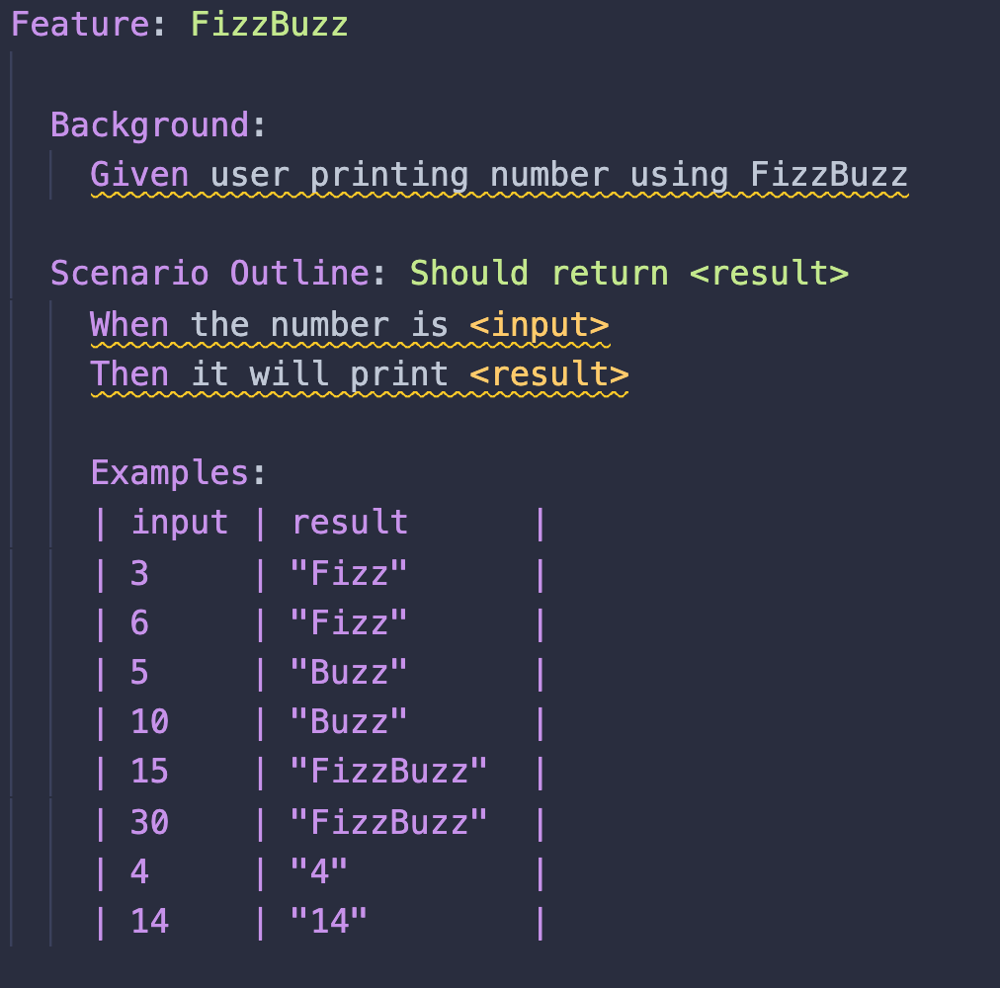 Feature: FizzBuzz
Background:
Given user printing number using FizzBuzz
Scenario Outline: Should return <result>
When the number is <input>
Then it will print <result>
Examples:
| input | result |
| 3 | "Fizz" |
| 6 | "Fizz" |
| 5 | "Buzz" |
| 10 | "Buzz" |
| 15 | "FizzBuzz" |
| 30 | "FizzBuzz" |
| 4 | "4" |
| 14 | "14" |